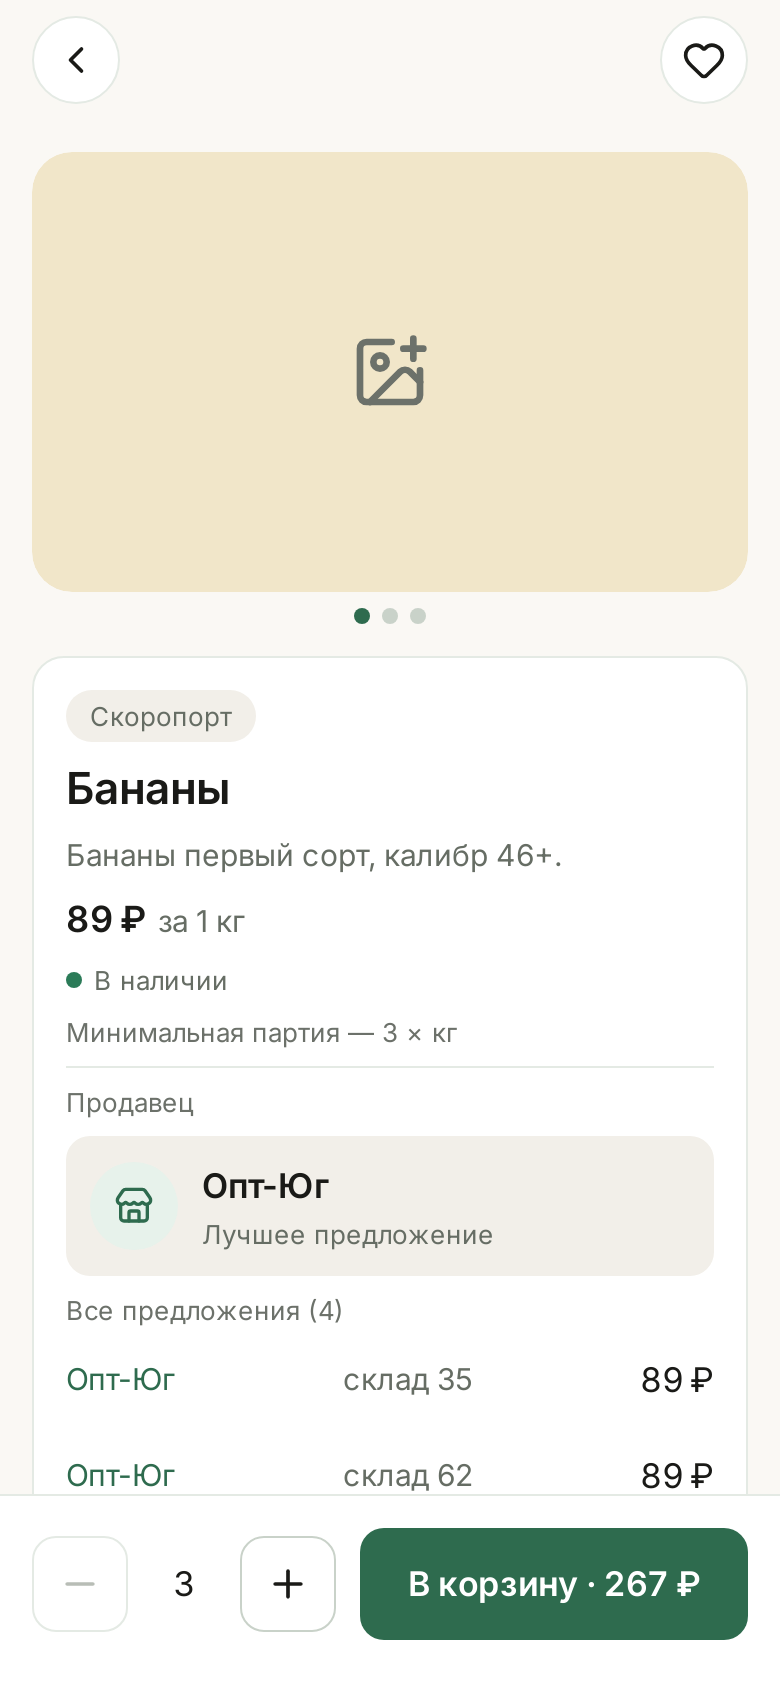 Скоропорт
Бананы
Бананы первый сорт, калибр 46+.
89 ₽ за 1 кг
В наличии
Минимальная партия — 3 × кг
Продавец
Опт-Юг
Лучшее предложение
Все предложения (4)
Опт-Юг склад 35 89 ₽
Опт-Юг склад 62 89 ₽
3 В корзину · 267 ₽